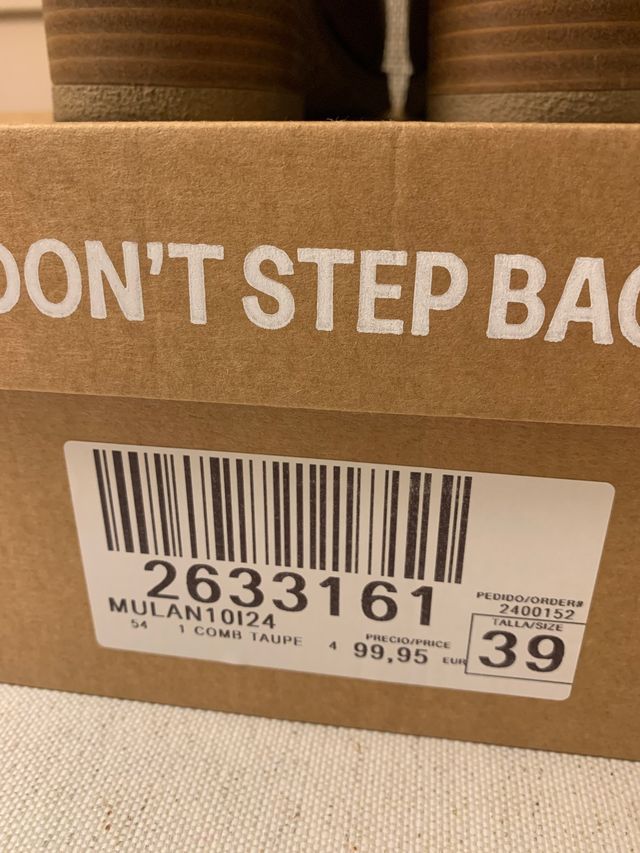 DON'T STEP BAC
2633161
MULAN10I24
54 1 COMB TAUPE 4
PRECIO/PRICE
99,95 EUR
PEDIDO/ORDER#
2400152
TALLA/SIZE
39